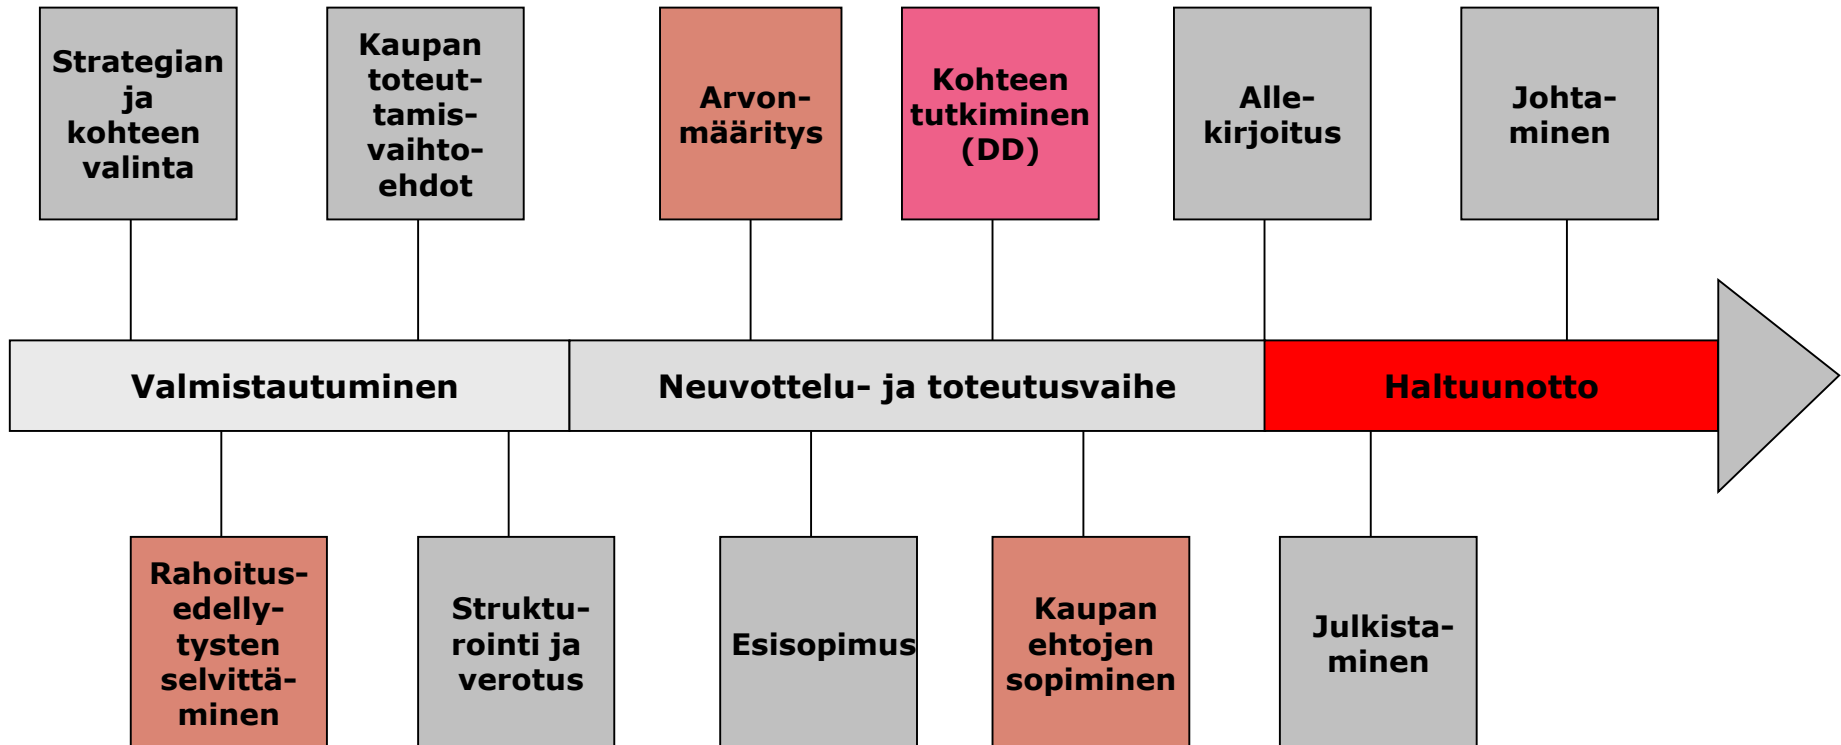 Strategian
ja
kohteen
valinta
Kaupan
toteut-
tamis-
vaihto-
ehdot
Arvon-
määritys
Kohteen
tutkiminen
(DD)
Alle-
kirjoitus
Johta-
minen
Valmistautuminen
Neuvottelu- ja toteutusvaihe
Haltuunotto
Rahoitus-
edelly-
tysten
selvittä-
minen
Struktu-
rointi ja
verotus
Esisopimus
Kaupan
ehtojen
sopiminen
Julkista-
minen